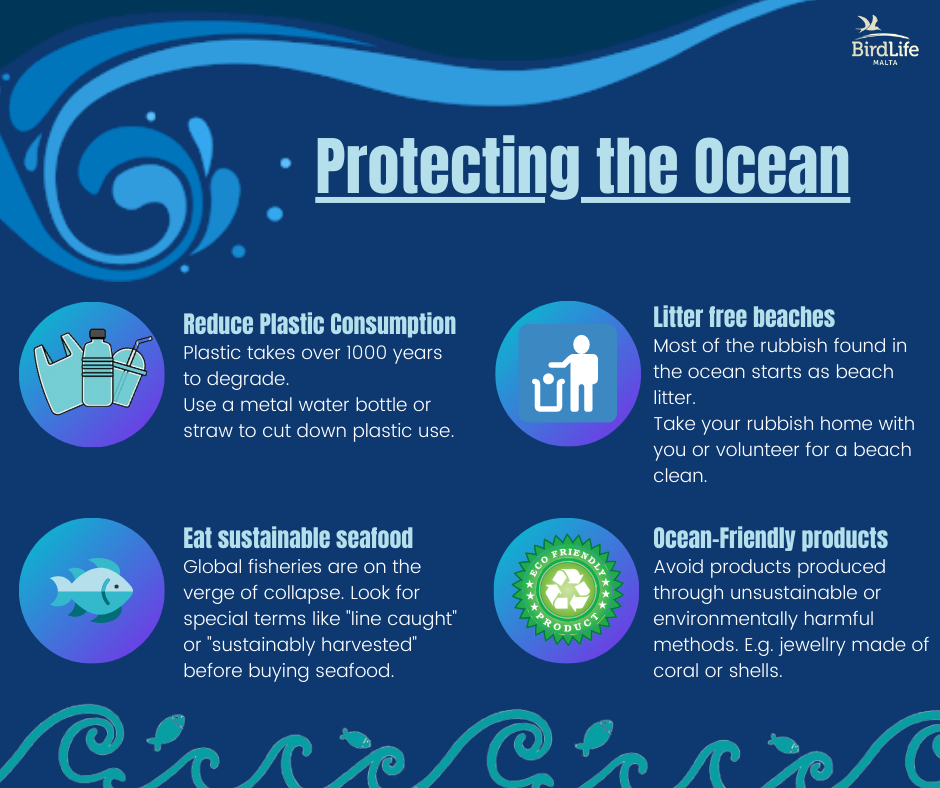 BirdLife
MALTA
Protecting the Ocean
Reduce Plastic Consumption
Plastic takes over 1000 years
to degrade.
Use a metal water bottle or
straw to cut down plastic use.
Litter free beaches
Most of the rubbish found in
the ocean starts as beach
litter.
Take your rubbish home with
you or volunteer for a beach
clean.
Eat sustainable seafood
Global fisheries are on the
verge of collapse. Look for
special terms like "line caught"
or "sustainably harvested"
before buying seafood.
ECO FRIENDLY
PRODUCT
Ocean-Friendly products
Avoid products produced
through unsustainable or
environmentally harmful
methods. E.g. jewellry made of
coral or shells.